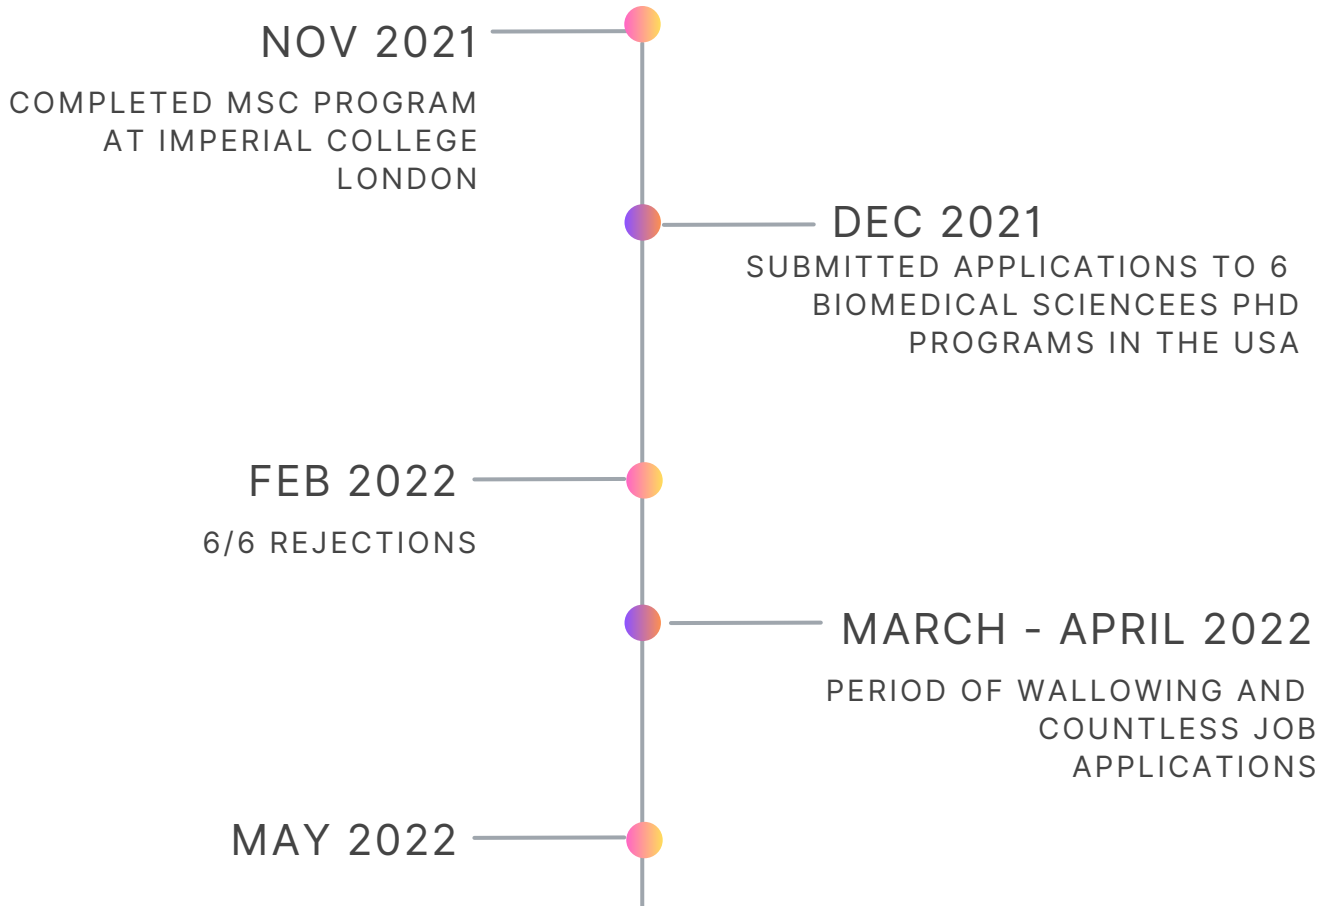 NOV 2021
COMPLETED MSC PROGRAM
AT IMPERIAL COLLEGE
LONDON
DEC 2021
SUBMITTED APPLICATIONS TO 6
BIOMEDICAL SCIENCEES PHD
PROGRAMS IN THE USA
FEB 2022
6/6 REJECTIONS
MARCH - APRIL 2022
PERIOD OF WALLOWING AND
COUNTLESS JOB
APPLICATIONS
MAY 2022